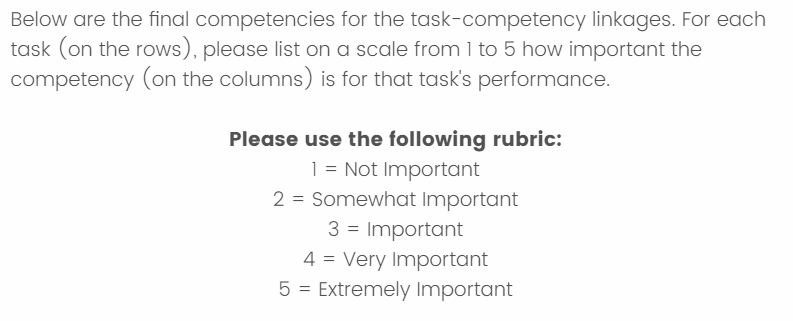 Below are the final competencies for the task-competency linkages. For each
task (on the rows), please list on a scale from 1 to 5 how important the
competency (on the columns) is for that task's performance.
Please use the following rubric:
1 = Not Important
2 = Somewhat Important
3 = Important
4 = Very Important
5 = Extremely Important